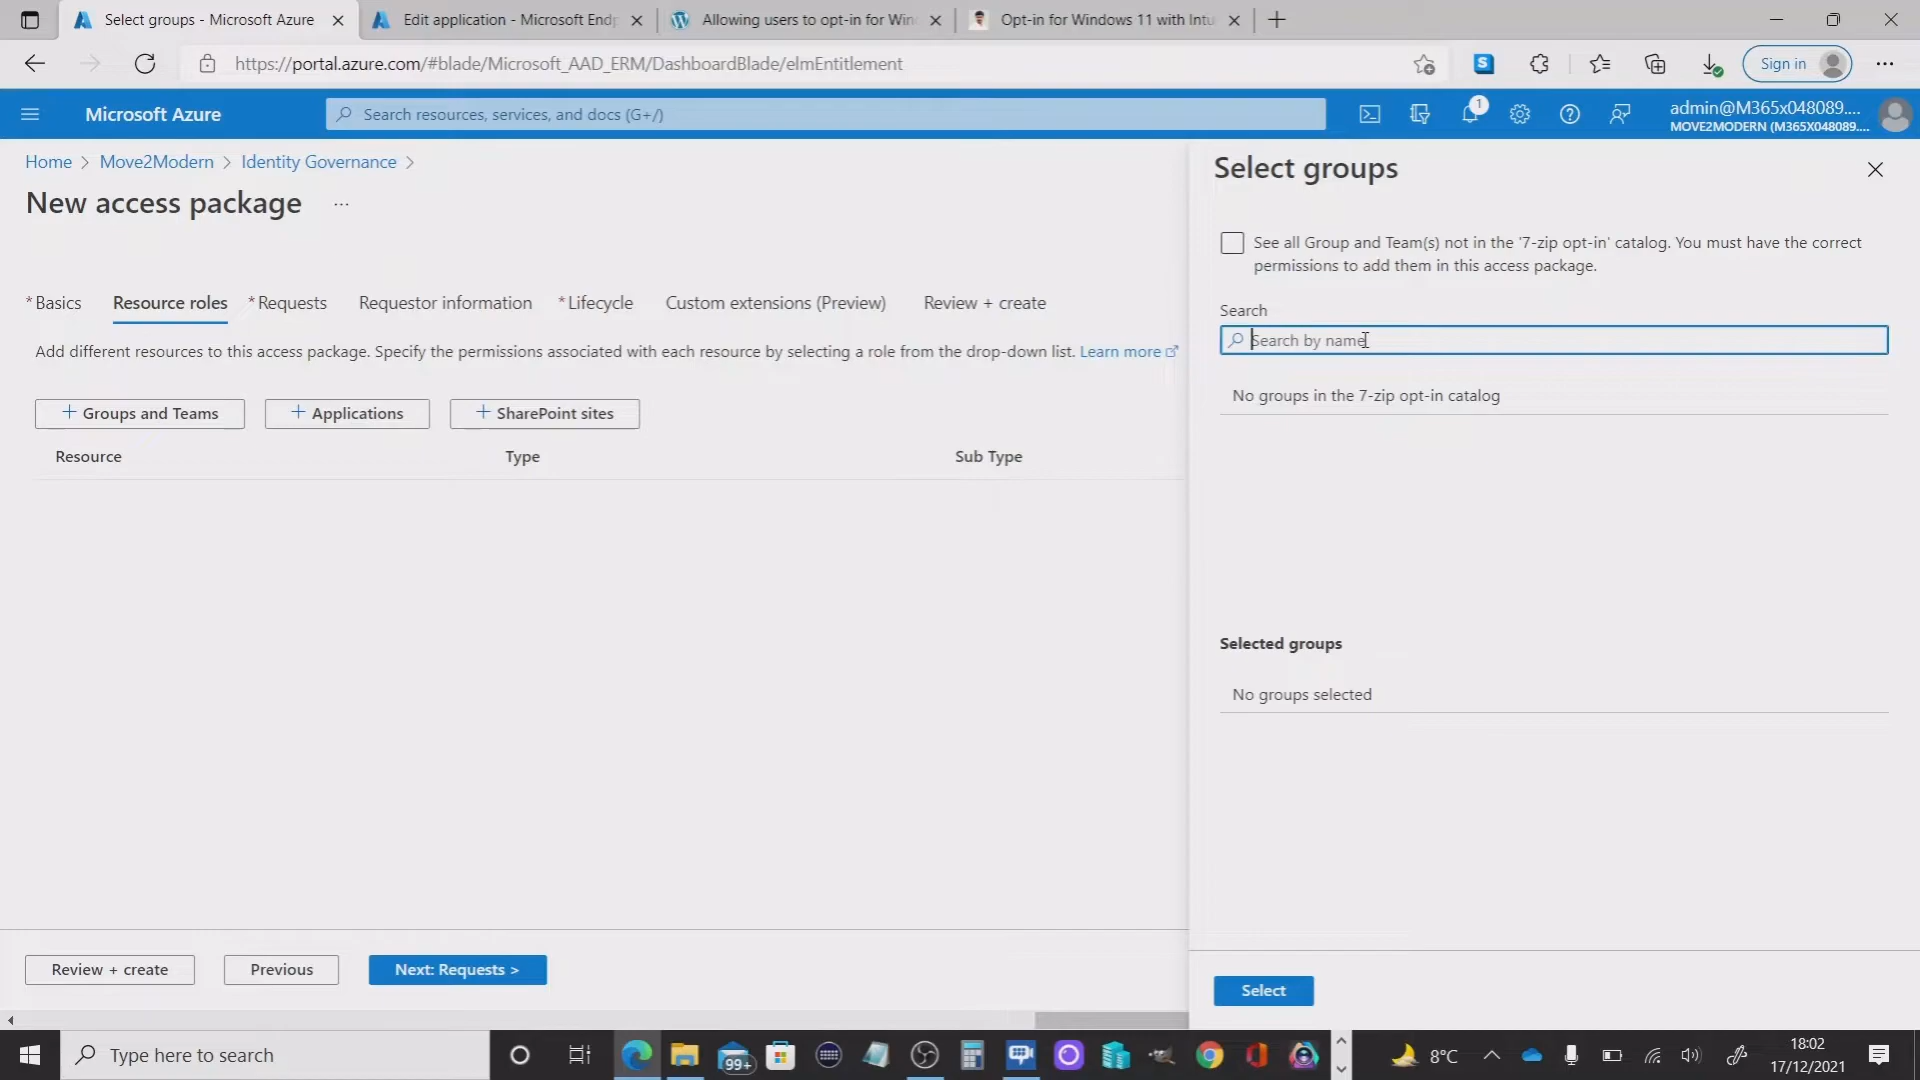 Select groups - Microsoft Azure
Edit application - Microsoft Endp
Allowing users to opt-in for Win
Opt-in for Windows 11 with Intu
https://portal.azure.com/#blade/Microsoft_AAD_ERM/DashboardBlade/elmEntitlement
S
Sign in
Microsoft Azure
Search resources, services, and docs (G+/)
1
admin@M365x048089....
MOVE2MODERN (M365X048089....
Home > Move2Modern > Identity Governance >
New access package ...
* Basics
Resource roles
* Requests
Requestor information
* Lifecycle
Custom extensions (Preview)
Review + create
Add different resources to this access package. Specify the permissions associated with each resource by selecting a role from the drop-down list. Learn more
+ Groups and Teams
+ Applications
+ SharePoint sites
Resource
Type
Sub Type
Review + create
Previous
Next: Requests >
Select groups
See all Group and Team(s) not in the '7-zip opt-in' catalog. You must have the correct
permissions to add them in this access package.
Search
Search by name
No groups in the 7-zip opt-in catalog
Selected groups
No groups selected
Select
Type here to search
99+
8°C
18:02
17/12/2021